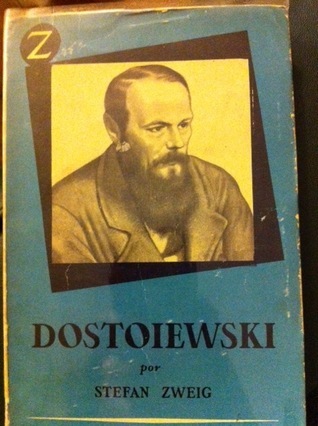 Z
DOSTOIEWSKI
por
STEFAN ZWEIG